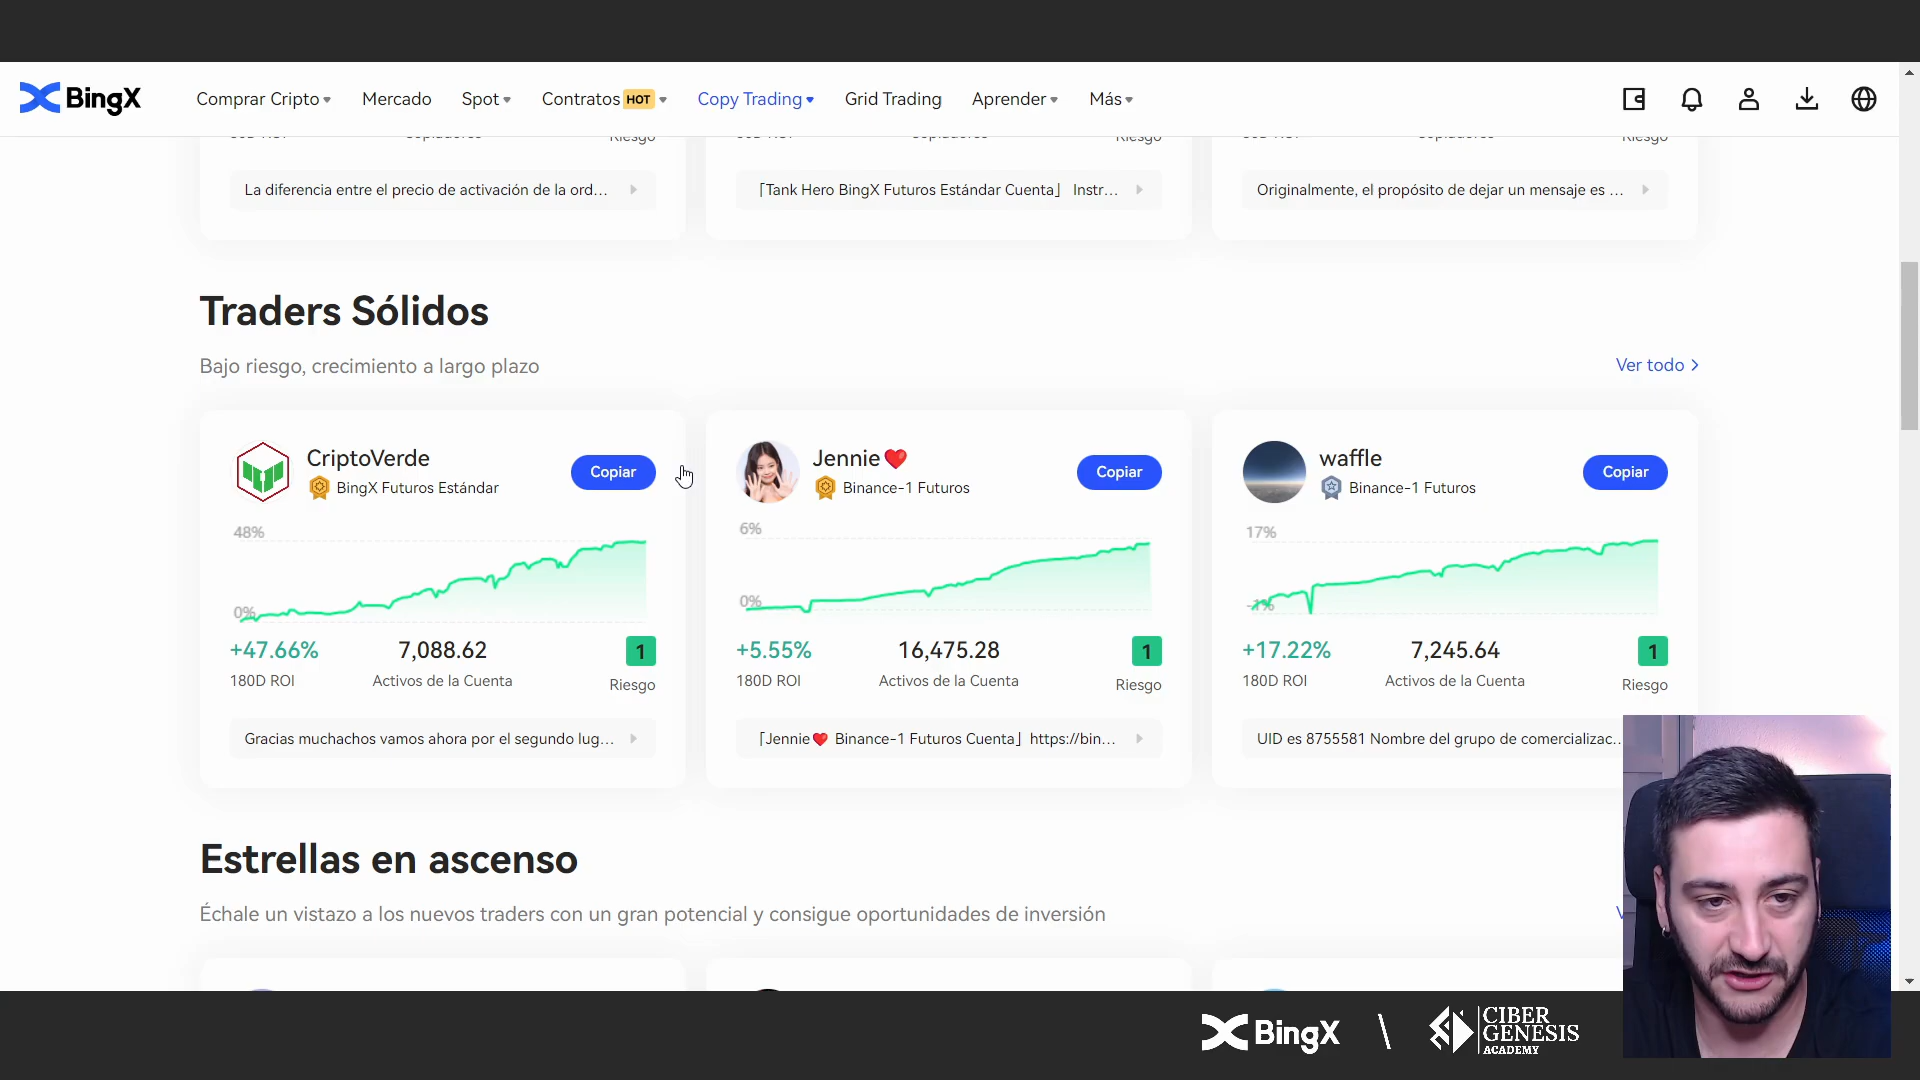 BingX
Comprar Cripto
Mercado
Spot
Contratos HOT
Copy Trading
Grid Trading
Aprender
Más
Riesgo
Riesgo
Riesgo
La diferencia entre el precio de activación de la ord...
「Tank Hero BingX Futuros Estándar Cuenta」 Instr...
Originalmente, el propósito de dejar un mensaje es ...
Traders Sólidos
Bajo riesgo, crecimiento a largo plazo
Ver todo >
CriptoVerde
BingX Futuros Estándar
Copiar
48%
0%
+47.66%
7,088.62
1
180D ROI
Activos de la Cuenta
Riesgo
Gracias muchachos vamos ahora por el segundo lug...
Jennie❤️
Binance-1 Futuros
Copiar
6%
0%
+5.55%
16,475.28
1
180D ROI
Activos de la Cuenta
Riesgo
「Jennie❤️ Binance-1 Futuros Cuenta」 https://bin...
waffle
Binance-1 Futuros
Copiar
17%
-1%
+17.22%
7,245.64
1
180D ROI
Activos de la Cuenta
Riesgo
UID es 8755581 Nombre del grupo de comercializac...
Estrellas en ascenso
Échale un vistazo a los nuevos traders con un gran potencial y consigue oportunidades de inversión
BingX \ CIBER
GENESIS
ACADEMY